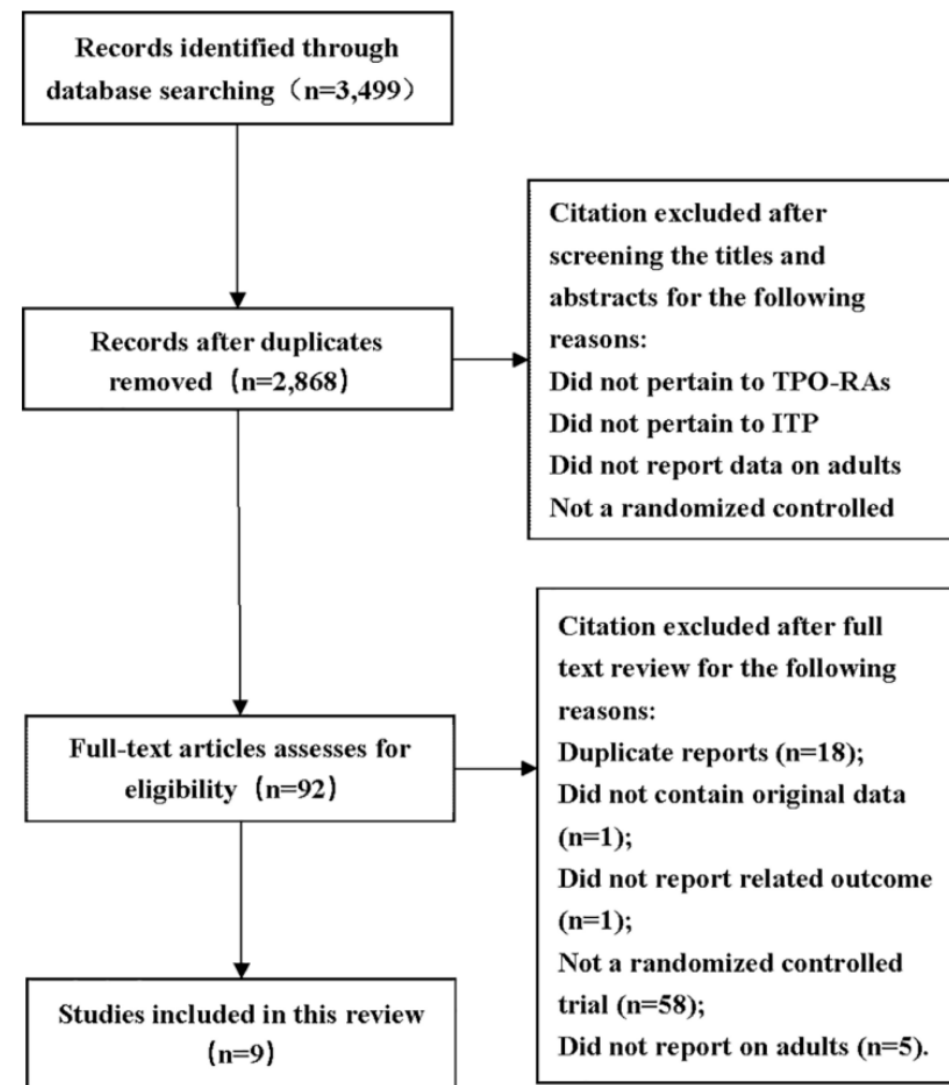 Records identified through
database searching（n=3,499）
Records after duplicates
removed（n=2,868）
Citation excluded after
screening the titles and
abstracts for the following
reasons:
Did not pertain to TPO-RAs
Did not pertain to ITP
Did not report data on adults
Not a randomized controlled
Full-text articles assesses for
eligibility（n=92）
Citation excluded after full
text review for the following
reasons:
Duplicate reports (n=18);
Did not contain original data
(n=1);
Did not report related outcome
(n=1);
Not a randomized controlled
trial (n=58);
Did not report on adults (n=5).
Studies included in this review
（n=9）